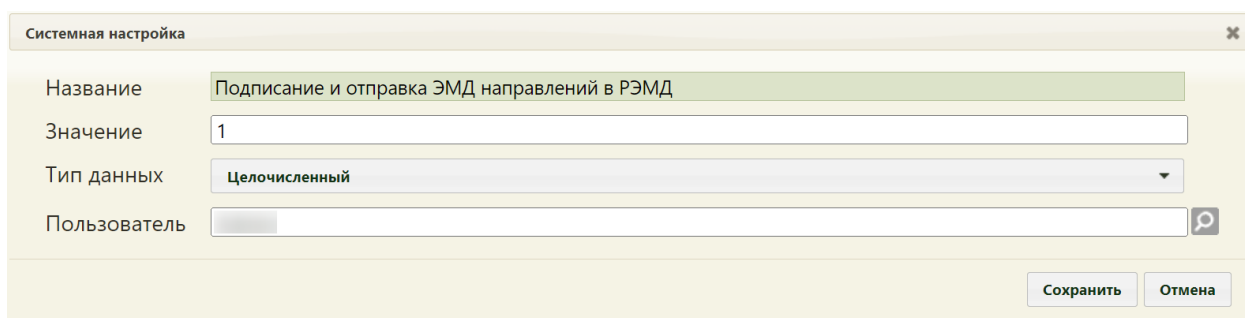 Системная настройка
Название Подписание и отправка ЭМД направлений в РЭМД
Значение 1
Тип данных Целочисленный
Пользователь
Сохранить Отмена